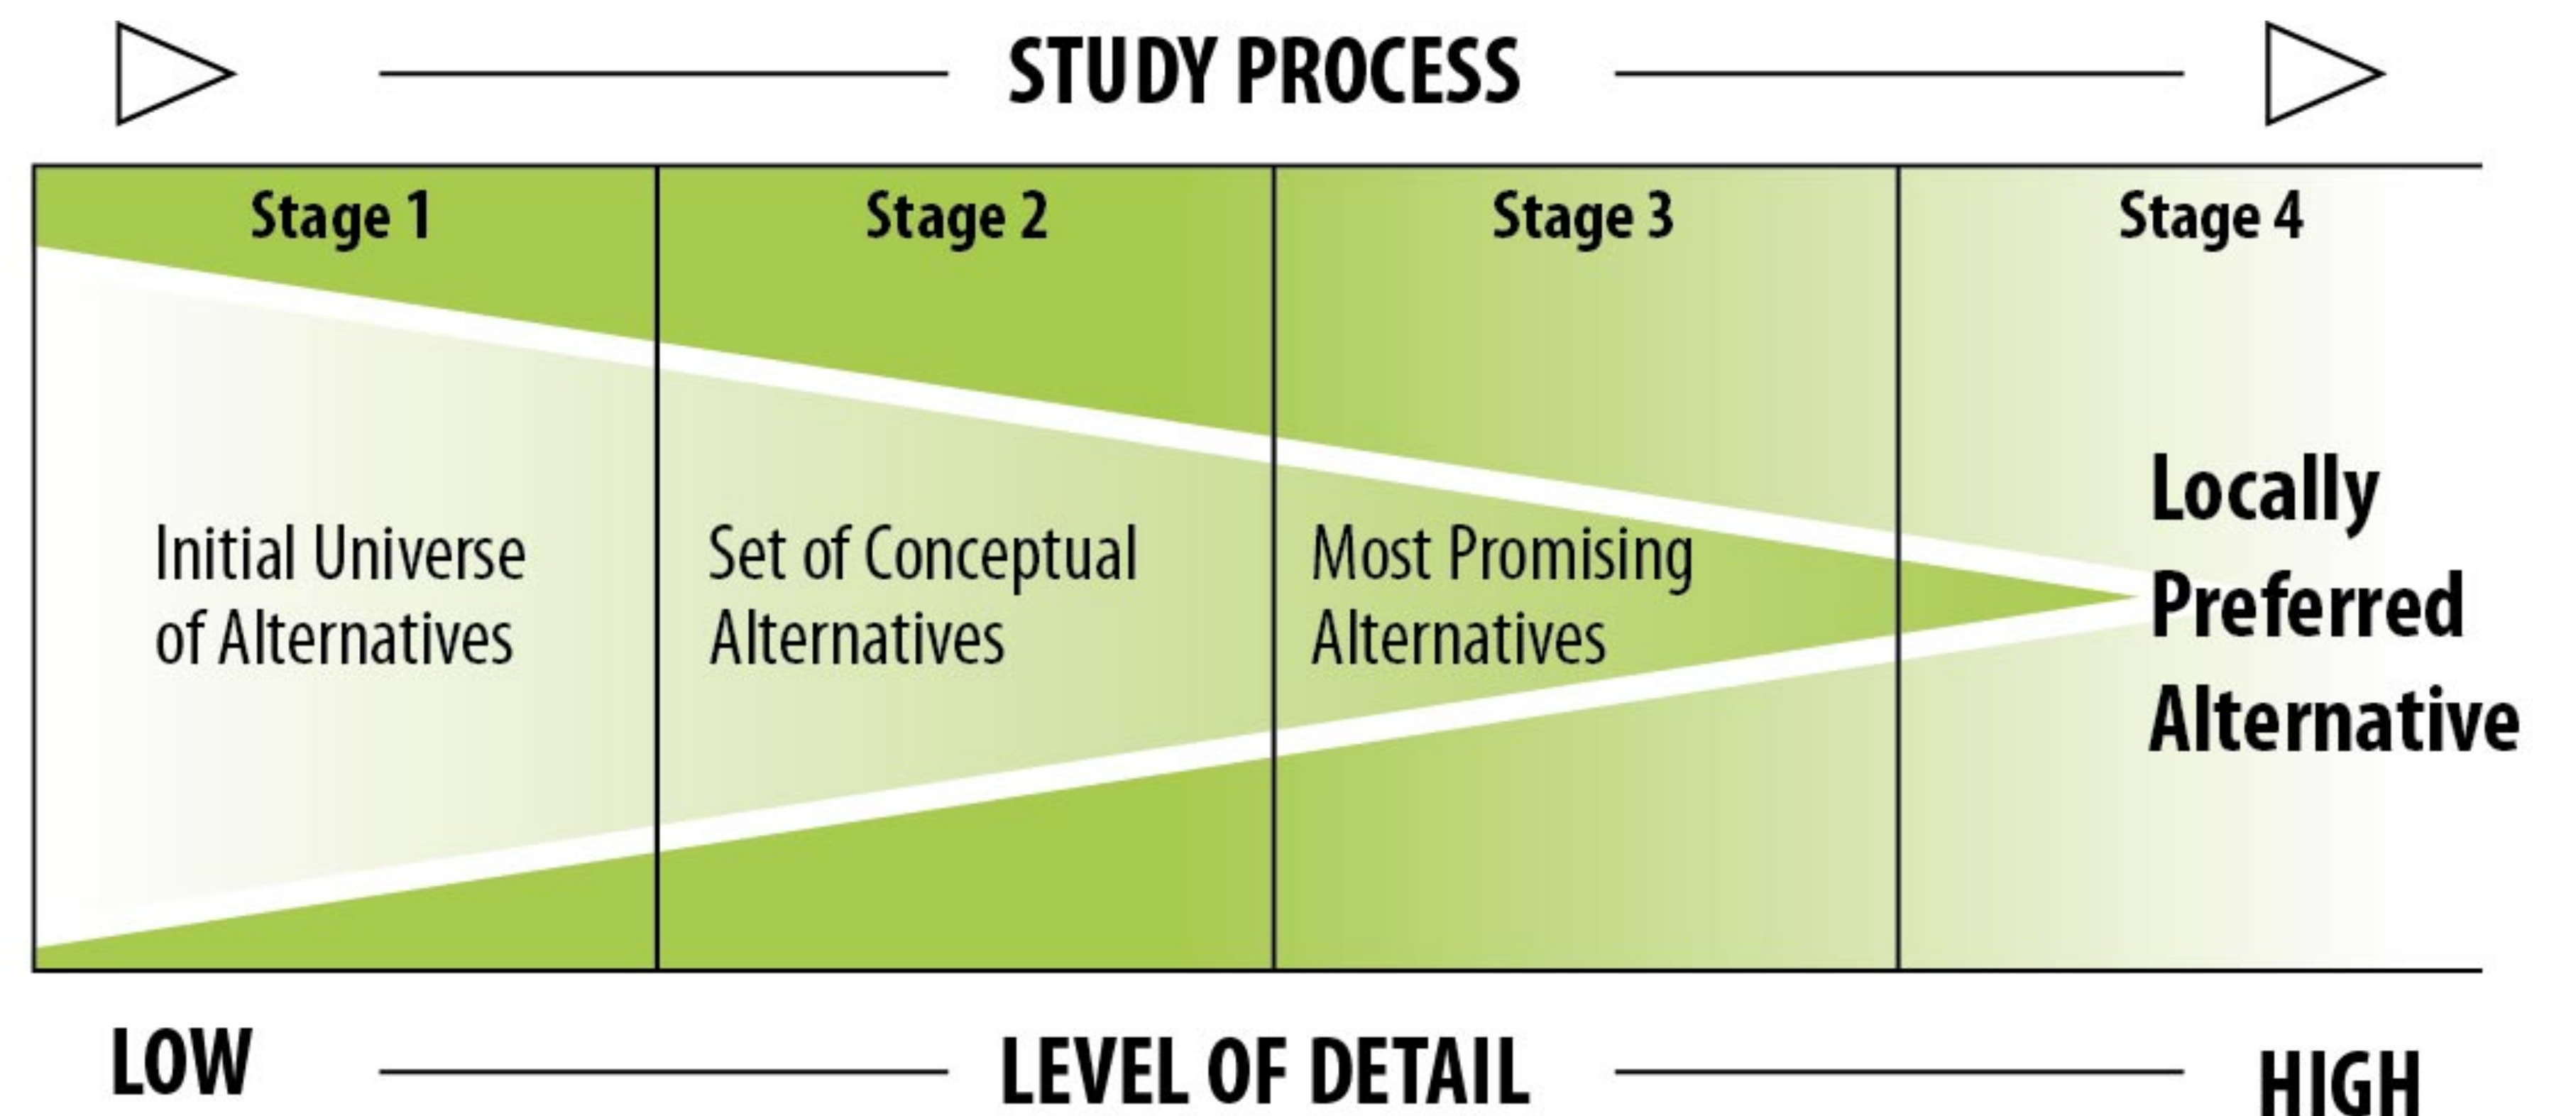 STUDY PROCESS
Stage 1
Stage 2
Stage 3
Stage 4
Initial Universe
of Alternatives
Set of Conceptual
Alternatives
Most Promising
Alternatives
Locally
Preferred
Alternative
LOW
LEVEL OF DETAIL
HIGH